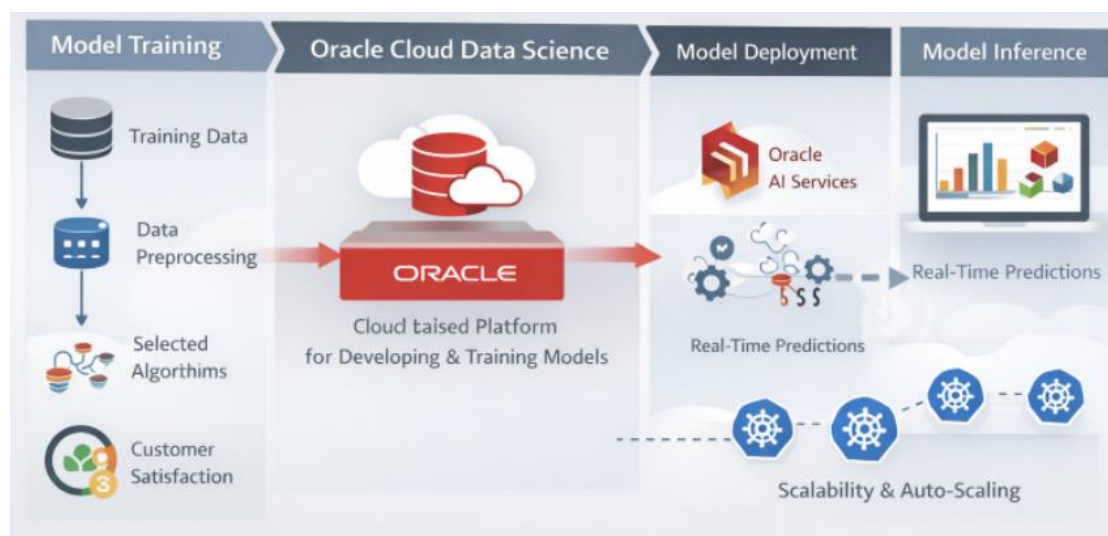 Model Training
Oracle Cloud Data Science
Model Deployment
Model Inference
Training Data
Data
Preprocessing
Selected
Algorthims
Customer
Satisfaction
ORACLE
Cloud taised Platform
for Developing & Training Models
Oracle
AI Services
Real-Time Predictions
Real-Time Predictions
Scalability & Auto-Scaling